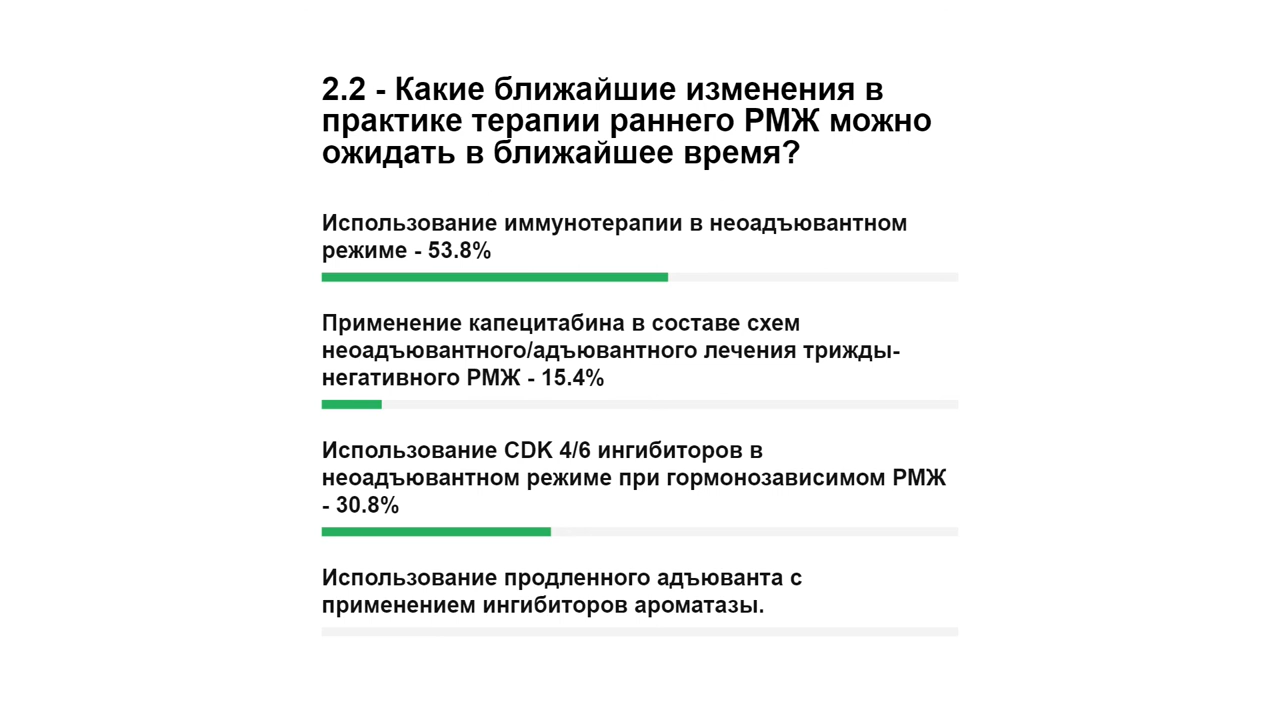 2.2 - Какие ближайшие изменения в
практике терапии раннего РМЖ можно
ожидать в ближайшее время?
Использование иммунотерапии в неоадъювантном
режиме - 53.8%
Применение капецитабина в составе схем
неоадъювантного/адъювантного лечения трижды-
негативного РМЖ - 15.4%
Использование CDK 4/6 ингибиторов в
неоадъювантном режиме при гормонозависимом РМЖ
- 30.8%
Использование продленного адъюванта с
применением ингибиторов ароматазы.